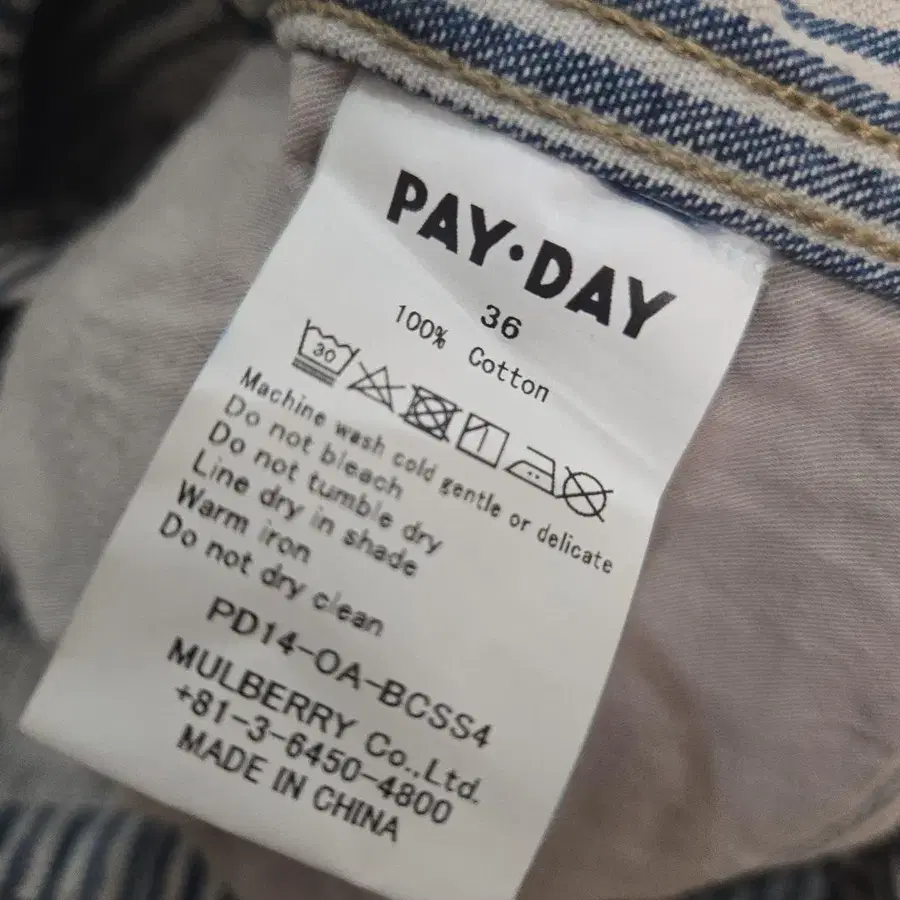 PAY·DAY
36
100% Cotton
30
Machine wash cold gentle or delicate
Do not bleach
Do not tumble dry
Line dry in shade
Warm iron
Do not dry clean
PD14-OA-BCSS4
MULBERRY Co.,Ltd.
+81-3-6450-4800
MADE IN CHINA